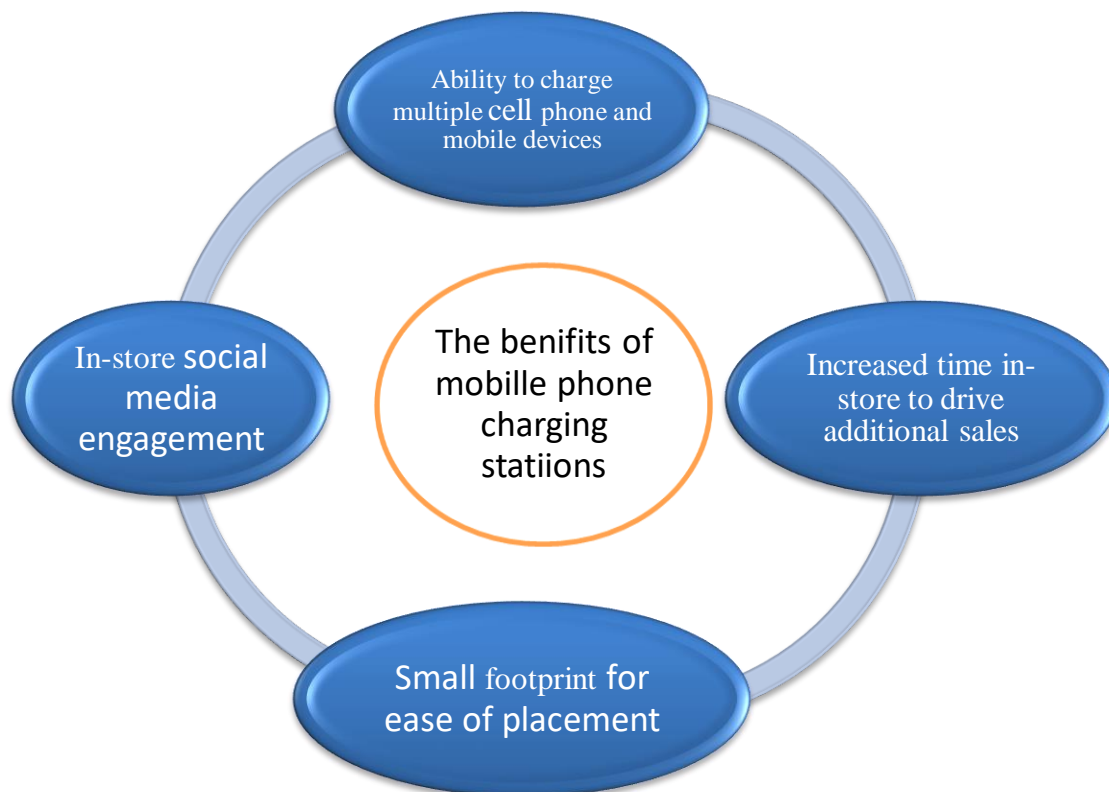 Ability to charge
multiple cell phone and
mobile devices
The benifits of
mobille phone
charging
statiions
In-store social
media
engagement
Increased time in-
store to drive
additional sales
Small footprint for
ease of placement